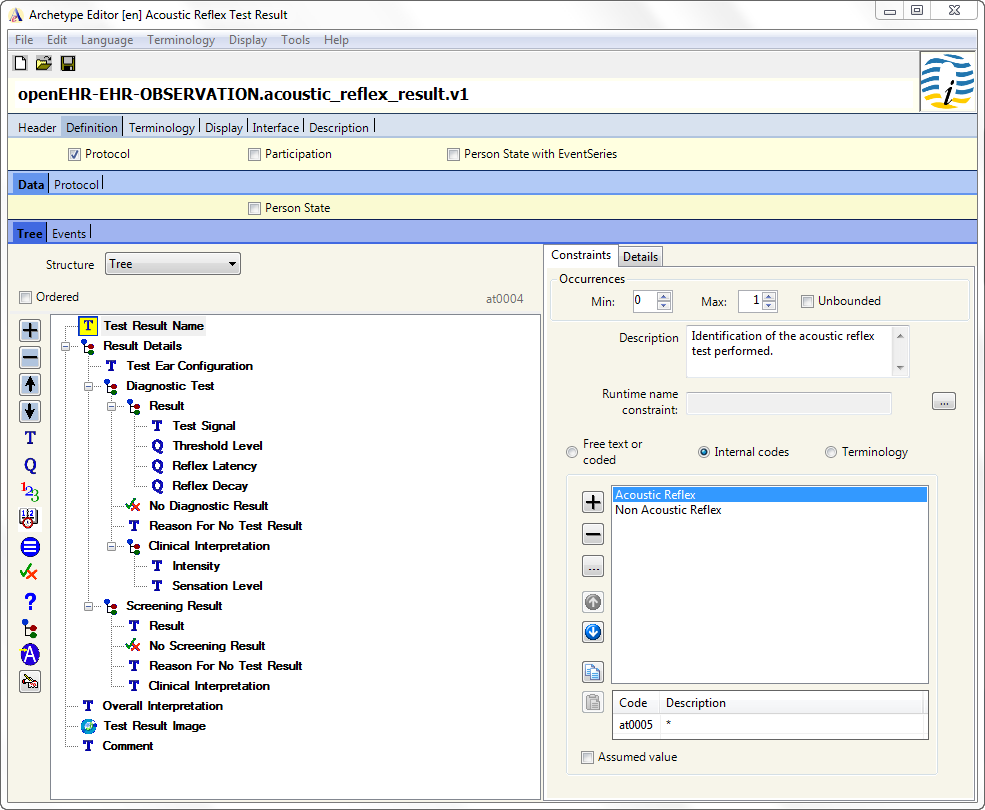 Archetype Editor [en] Acoustic Reflex Test Result
File Edit Language Terminology Display Tools Help
openEHR-EHR-OBSERVATION.acoustic_reflex_result.v1
Header Definition Terminology Display Interface Description
Protocol Participation Person State with EventSeries
Data Protocol
Person State
Tree Events
Structure Tree
Ordered at0004
Test Result Name
Result Details
Test Ear Configuration
Diagnostic Test
Result
Test Signal
Threshold Level
Reflex Latency
Reflex Decay
No Diagnostic Result
Reason For No Test Result
Clinical Interpretation
Intensity
Sensation Level
Screening Result
Result
No Screening Result
Reason For No Test Result
Clinical Interpretation
Overall Interpretation
Test Result Image
Comment
Constraints Details
Occurrences
Min: 0 Max: 1 Unbounded
Description Identification of the acoustic reflex
test performed.
Runtime name
constraint: ...
Free text or
coded
Internal codes Terminology
Acoustic Reflex
Non Acoustic Reflex
...
Code Description
at0005 *
Assumed value